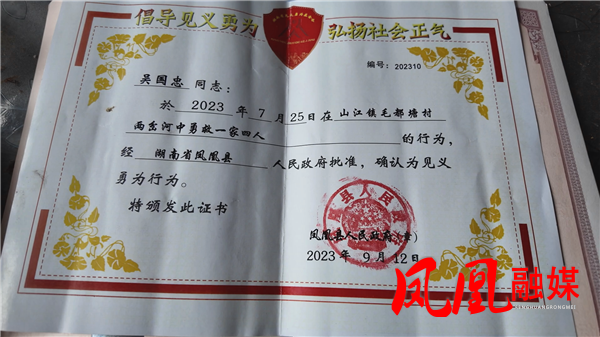 倡导见义勇为 弘扬社会正气
编号：202310
吴国忠 同志：
於 2023 年 7 月 25 日在 山江镇毛都塘村
两岔河中勇救一家四人 的行为，
经 湖南省凤凰县 人民政府批准，确认为见义
勇为行为。
特颁发此证书
凤凰县人民政府（章）
2023 年 9 月 12 日
凤凰融媒